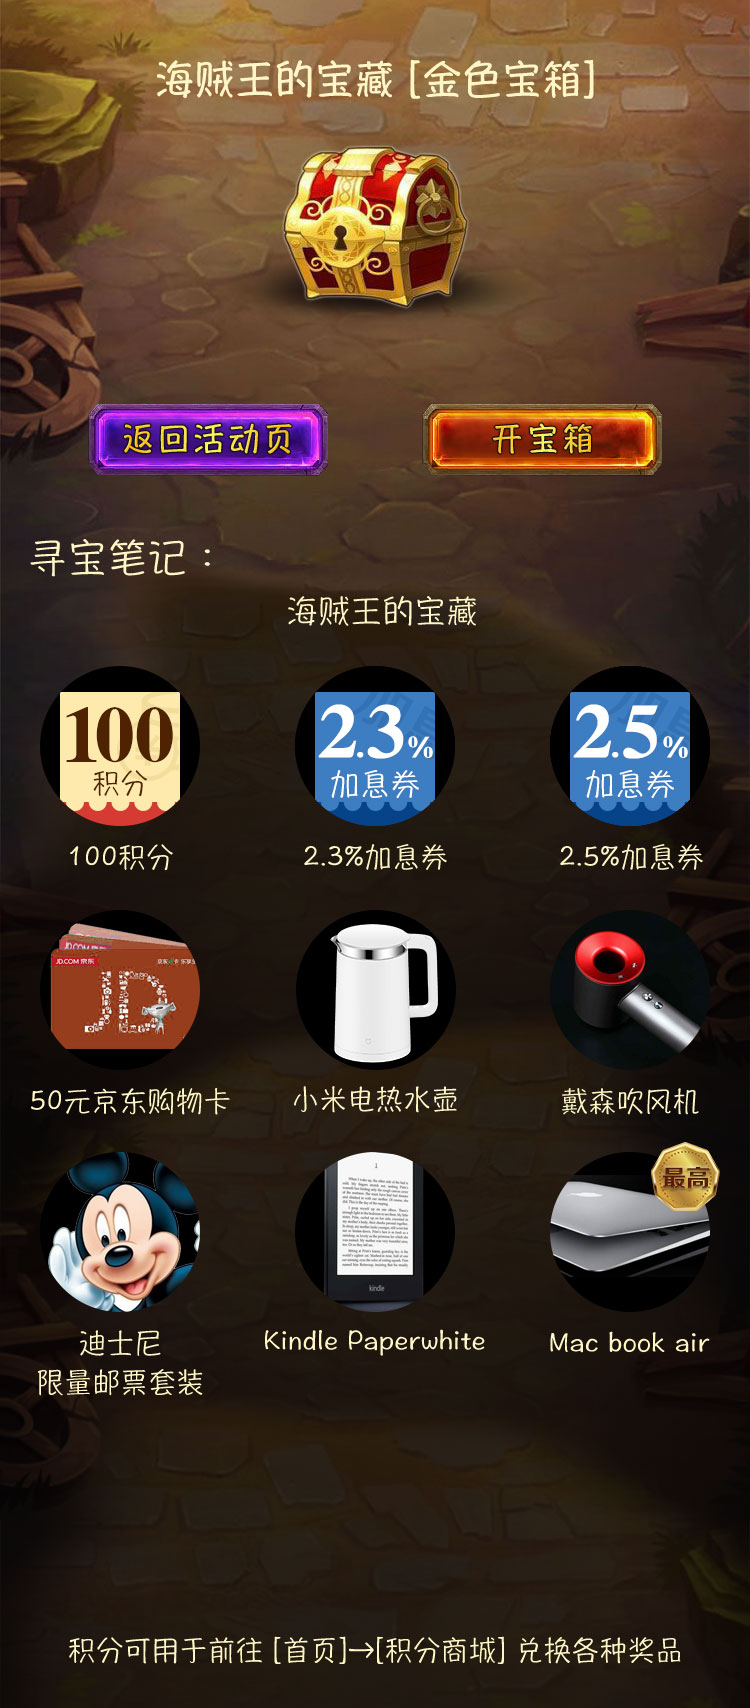 海贼王的宝藏 [金色宝箱]
返回活动页
开宝箱
寻宝笔记：
海贼王的宝藏
100
积分
2.3%
加息券
2.5%
加息券
100积分
2.3%加息券
2.5%加息券
JD.COM 京东
50元京东购物卡
小米电热水壶
戴森吹风机
最高
kindle
迪士尼
限量邮票套装
Kindle Paperwhite
Mac book air
积分可用于前往 [首页]→[积分商城] 兑换各种奖品